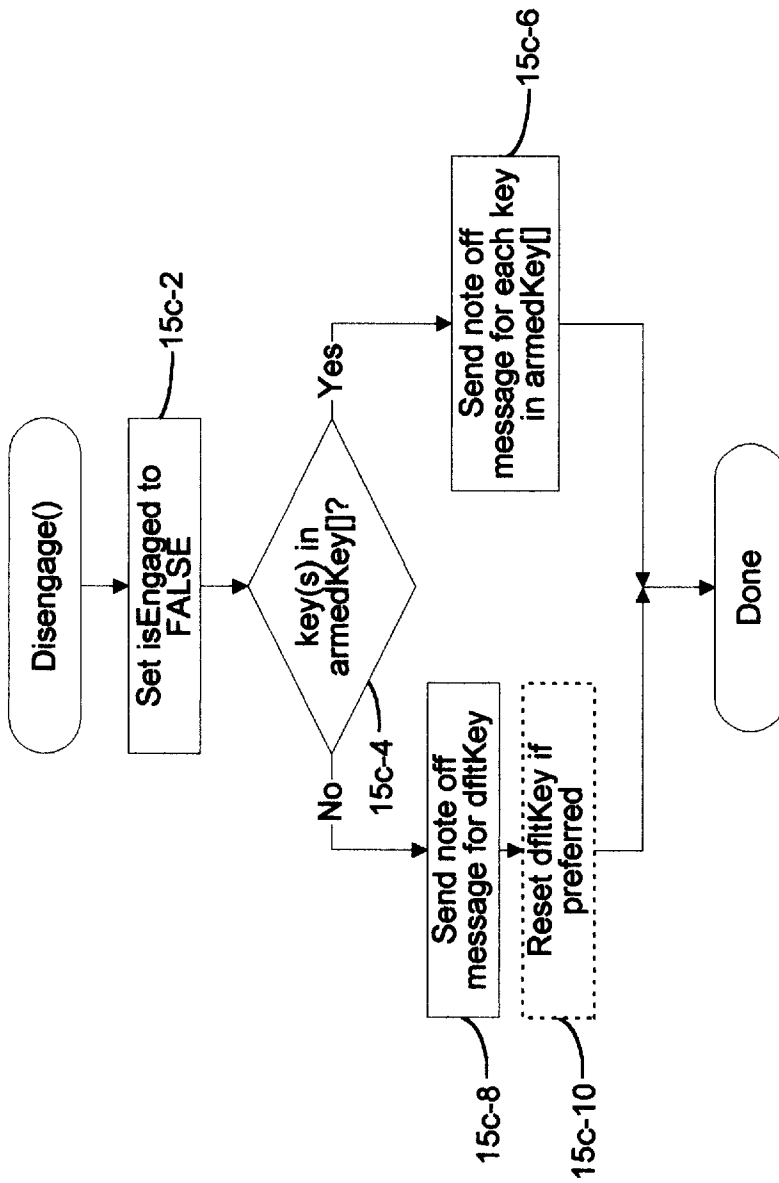 Disengage()
Set isEngaged to
FALSE
15c-2
key(s) in
armedKey[]?
15c-4
No
Yes
Send note off
message for dfltKey
15c-8
Reset dfltKey if
preferred
15c-10
Send note off
message for each key
in armedKey[]
15c-6
Done